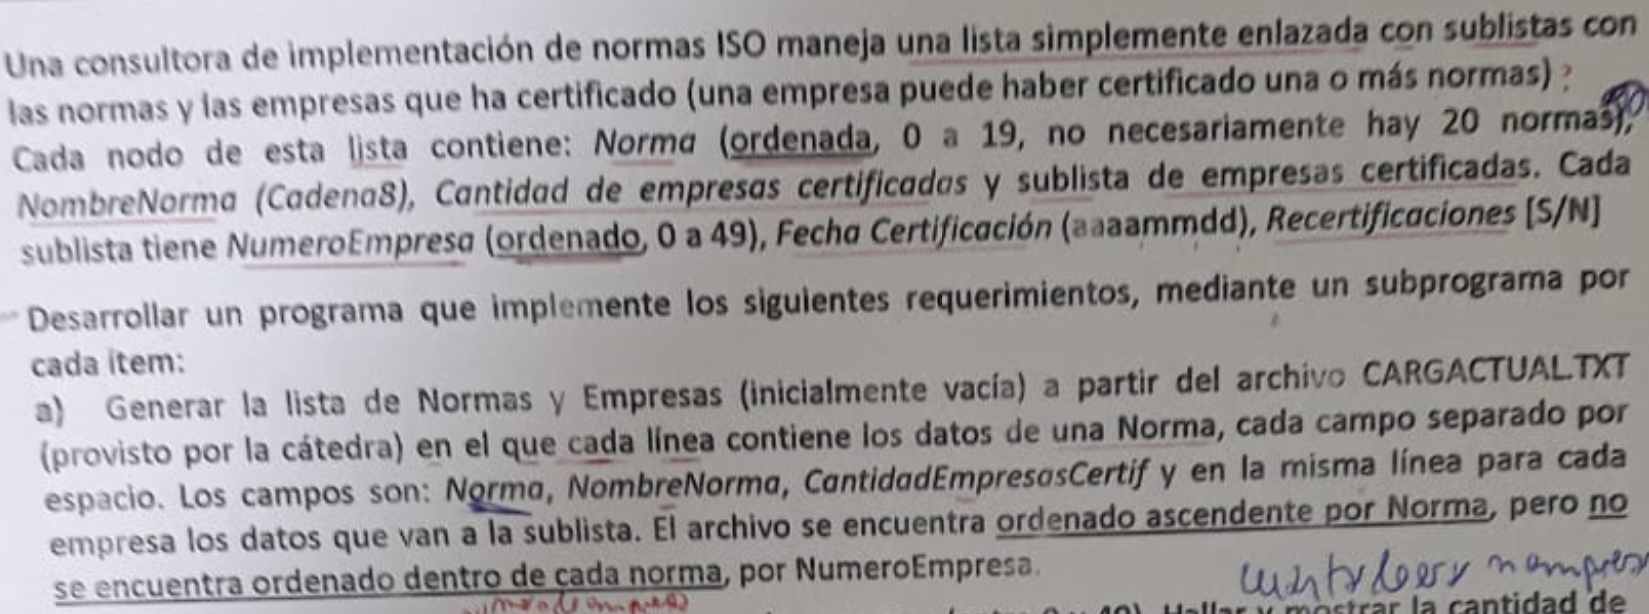 Una consultora de implementación de normas ISO maneja una lista simplemente enlazada con sublistas con
las normas y las empresas que ha certificado (una empresa puede haber certificado una o más normas) ?
Cada nodo de esta lista contiene: Norma (ordenada, 0 a 19, no necesariamente hay 20 normas),
NombreNorma (Cadena8), Cantidad de empresas certificadas y sublista de empresas certificadas. Cada
sublista tiene NumeroEmpresa (ordenado, 0 a 49), Fecha Certificación (aaaammdd), Recertificaciones [S/N]
Desarrollar un programa que implemente los siguientes requerimientos, mediante un subprograma por
cada item:
a) Generar la lista de Normas y Empresas (inicialmente vacía) a partir del archivo CARGACTUAL.TXT
(provisto por la cátedra) en el que cada línea contiene los datos de una Norma, cada campo separado por
espacio. Los campos son: Norma, NombreNorma, CantidadEmpresasCertif y en la misma línea para cada
empresa los datos que van a la sublista. El archivo se encuentra ordenado ascendente por Norma, pero no
se encuentra ordenado dentro de cada norma, por NumeroEmpresa.
Hallar y mostrar la cantidad de